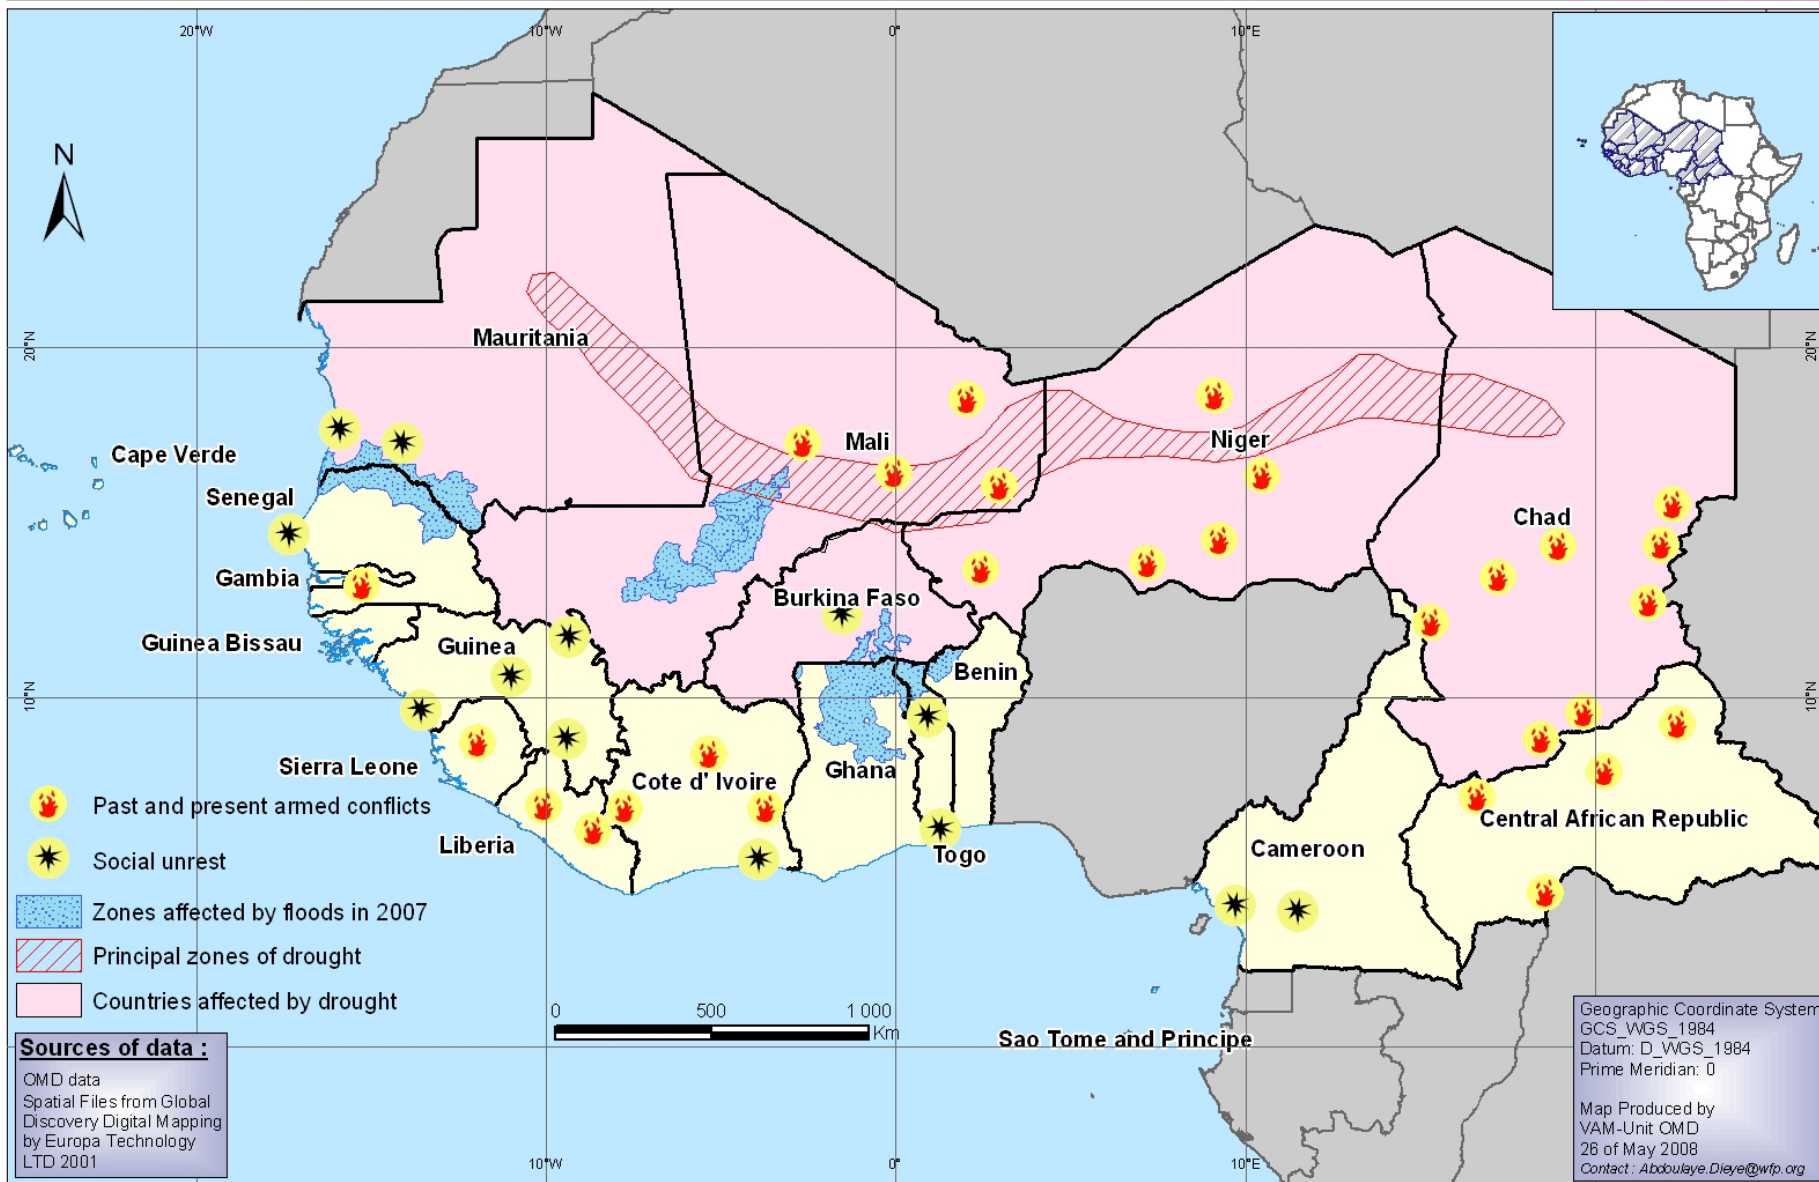 20°W
10°W
0°
10°E
N
20°N
20°N
Mauritania
Mali
Niger
Cape Verde
Senegal
Chad
Gambia
Burkina Faso
Guinea Bissau
Guinea
Benin
10°N
10°N
Sierra Leone
Cote d' Ivoire
Ghana
Liberia
Togo
Cameroon
Central African Republic
Past and present armed conflicts
Social unrest
Zones affected by floods in 2007
Principal zones of drought
Countries affected by drought
0 500 1 000
Km
Sao Tome and Principe
Sources of data :
OMD data
Spatial Files from Global
Discovery Digital Mapping
by Europa Technology
LTD 2001
Geographic Coordinate System
GCS_WGS_1984
Datum: D_WGS_1984
Prime Meridian: 0
Map Produced by
VAM-Unit OMD
26 of May 2008
Contact : Abdoulaye.Dieye@wfp.org
10°W
0°
10°E